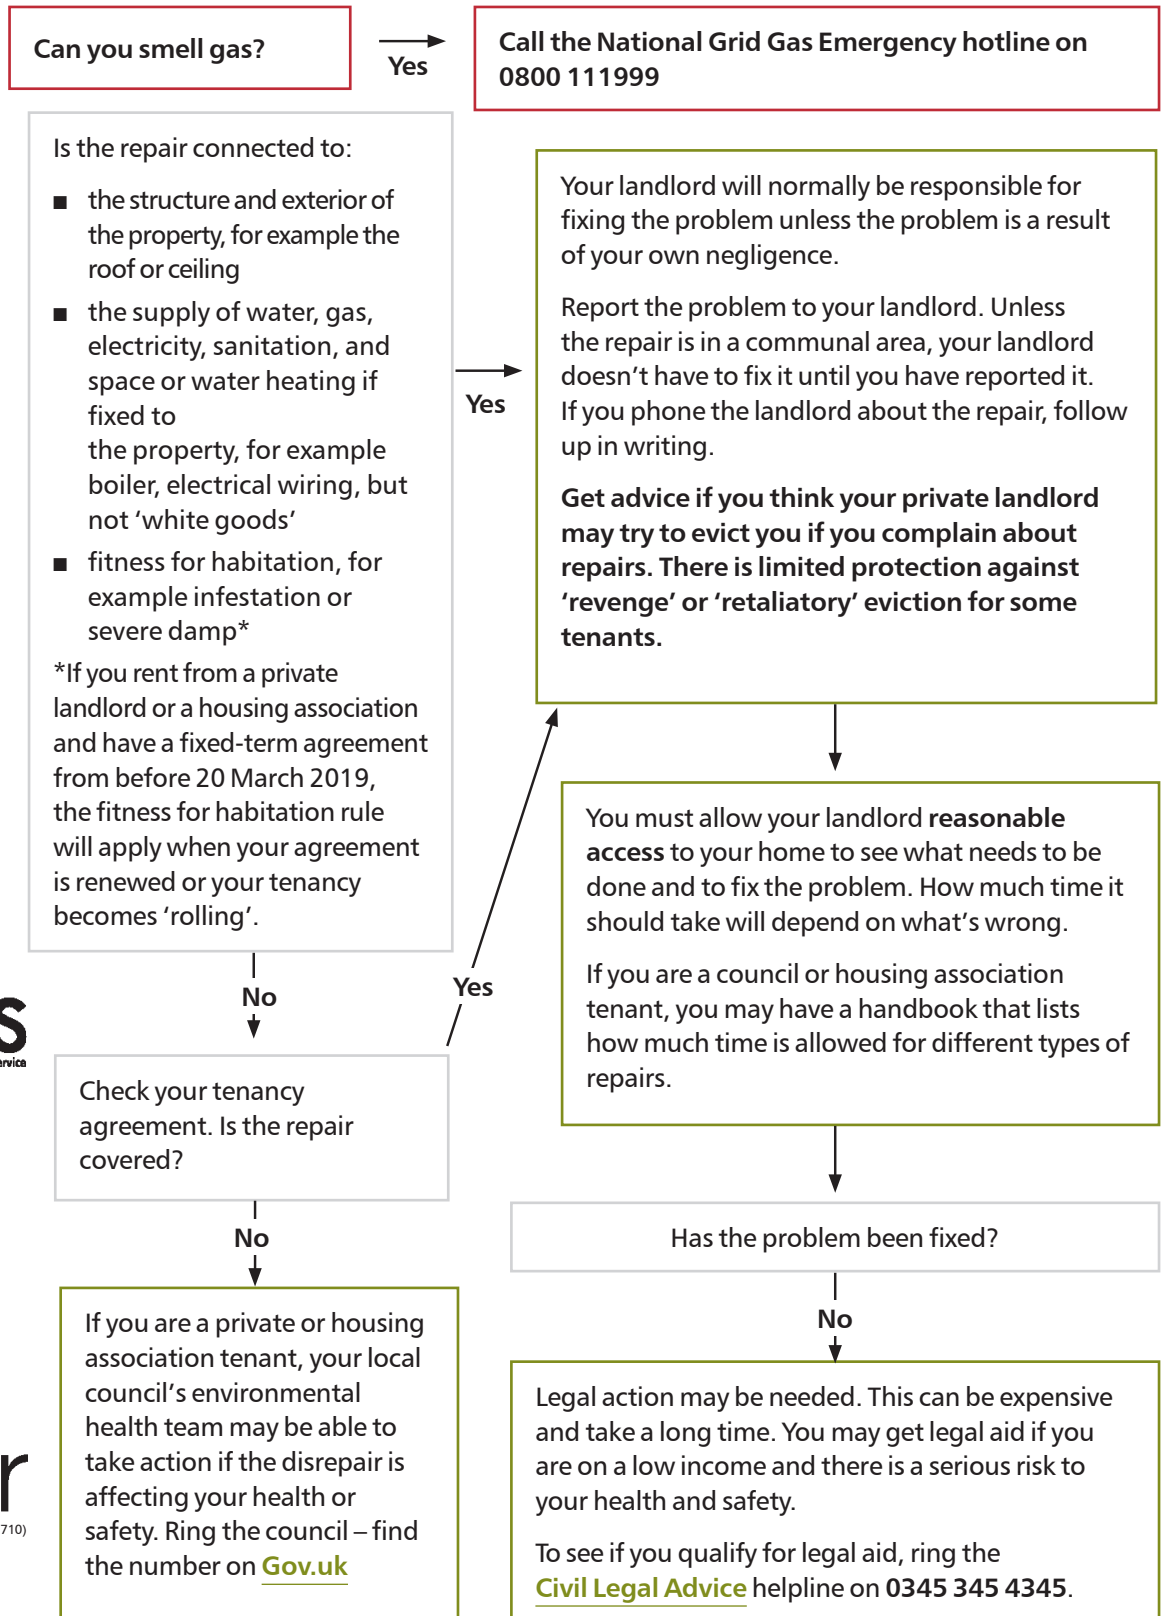 Can you smell gas?
Yes
Call the National Grid Gas Emergency hotline on
0800 111999
Is the repair connected to:
■ the structure and exterior of
the property, for example the
roof or ceiling
■ the supply of water, gas,
electricity, sanitation, and
space or water heating if
fixed to
the property, for example
boiler, electrical wiring, but
not ‘white goods’
■ fitness for habitation, for
example infestation or
severe damp*
*If you rent from a private
landlord or a housing association
and have a fixed-term agreement
from before 20 March 2019,
the fitness for habitation rule
will apply when your agreement
is renewed or your tenancy
becomes ‘rolling’.
Yes
Your landlord will normally be responsible for
fixing the problem unless the problem is a result
of your own negligence.
Report the problem to your landlord. Unless
the repair is in a communal area, your landlord
doesn’t have to fix it until you have reported it.
If you phone the landlord about the repair, follow
up in writing.
Get advice if you think your private landlord
may try to evict you if you complain about
repairs. There is limited protection against
‘revenge’ or ‘retaliatory’ eviction for some
tenants.
You must allow your landlord reasonable
access to your home to see what needs to be
done and to fix the problem. How much time it
should take will depend on what’s wrong.
If you are a council or housing association
tenant, you may have a handbook that lists
how much time is allowed for different types of
repairs.
No
Yes
s
ervice
Check your tenancy
agreement. Is the repair
covered?
No
Has the problem been fixed?
No
If you are a private or housing
association tenant, your local
council’s environmental
health team may be able to
take action if the disrepair is
affecting your health or
safety. Ring the council – find
the number on Gov.uk
r
710)
Legal action may be needed. This can be expensive
and take a long time. You may get legal aid if you
are on a low income and there is a serious risk to
your health and safety.
To see if you qualify for legal aid, ring the
Civil Legal Advice helpline on 0345 345 4345.